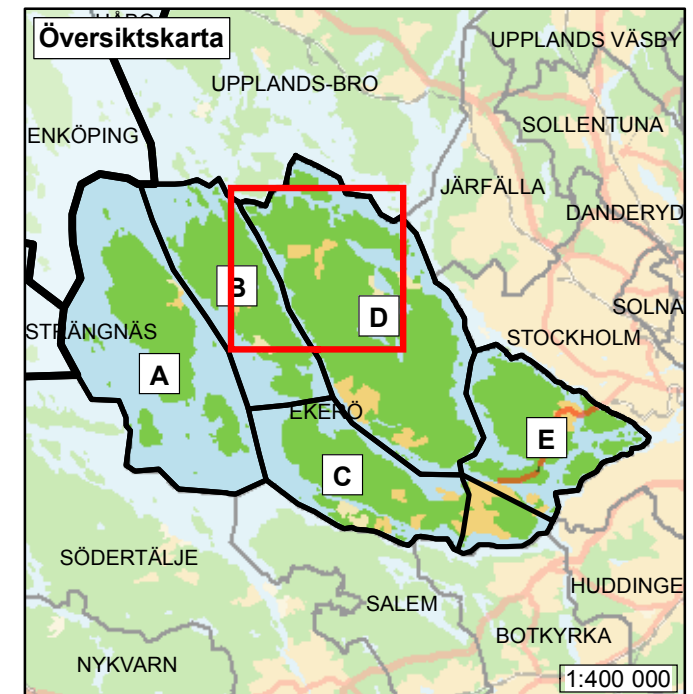 HÅBO
Översiktskarta
UPPLANDS VÄSBY
UPPLANDS-BRO
SOLLENTUNA
ENKÖPING
JÄRFÄLLA
DANDERYD
B
SOLNA
D
STRÄNGNÄS
STOCKHOLM
A
EKERÖ
E
C
SÖDERTÄLJE
HUDDINGE
SALEM
BOTKYRKA
NYKVARN
1:400 000